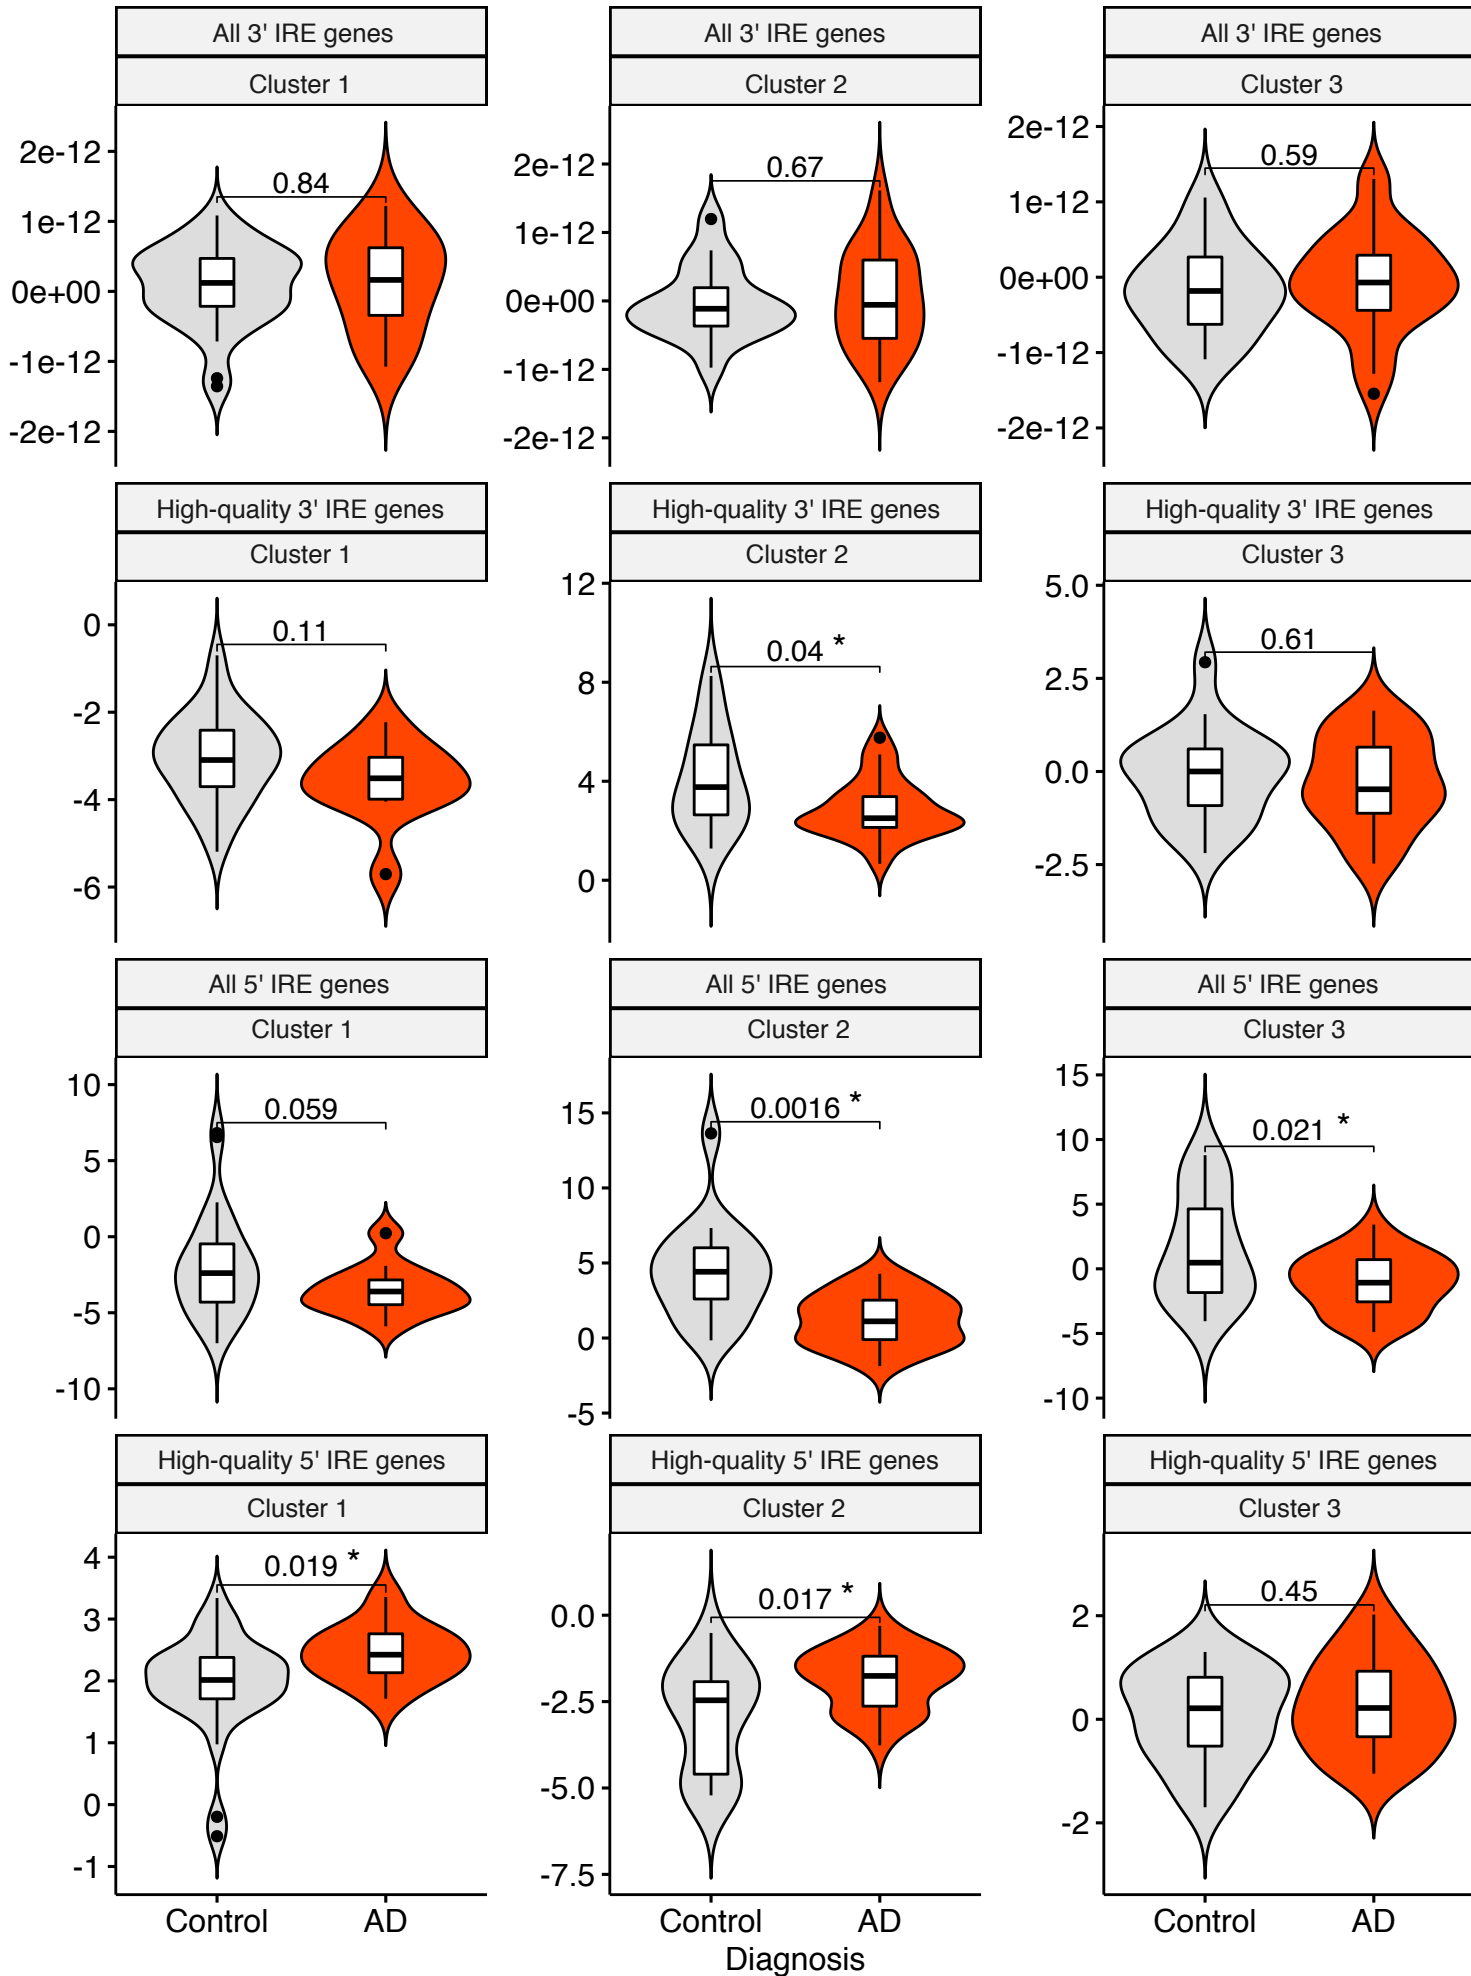 All 3' IRE genes All 3' IRE genes All 3' IRE genes
Cluster 1 Cluster 2 Cluster 3
2e-12 1e-12 0e+00 -1e-12 -2e-12 0.84
2e-12 1e-12 0e+00 -1e-12 -2e-12 0.67
2e-12 1e-12 0e+00 -1e-12 -2e-12 0.59
High-quality 3' IRE genes High-quality 3' IRE genes High-quality 3' IRE genes
Cluster 1 Cluster 2 Cluster 3
0 -2 -4 -6 0.11
12 8 4 0 0.04 *
5.0 2.5 0.0 -2.5 0.61
All 5' IRE genes All 5' IRE genes All 5' IRE genes
Cluster 1 Cluster 2 Cluster 3
10 5 0 -5 -10 0.059
15 10 5 0 -5 0.0016 *
15 10 5 0 -5 -10 0.021 *
High-quality 5' IRE genes High-quality 5' IRE genes High-quality 5' IRE genes
Cluster 1 Cluster 2 Cluster 3
4 3 2 1 0 -1 0.019 *
0.0 -2.5 -5.0 -7.5 0.017 *
2 0 -2 0.45
Control AD Control AD Control AD
Diagnosis